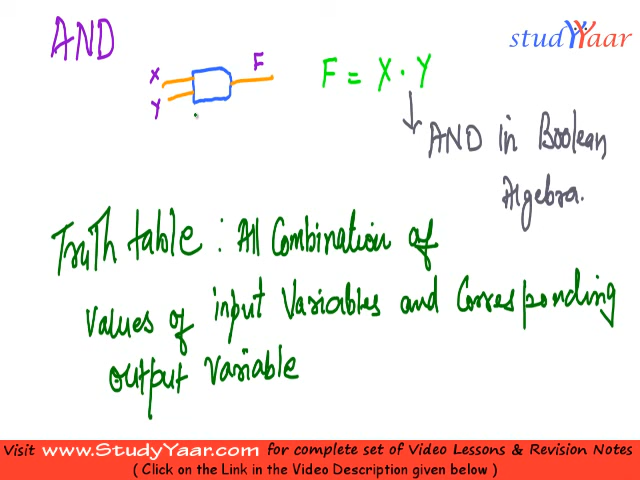 AND
studYYaar
X
Y
F
F = X · Y
AND in Boolean
Algebra.
Truth table : All Combination of
Values of input Variables and Corresponding
output Variable
Visit www.StudyYaar.com for complete set of Video Lessons & Revision Notes
( Click on the Link in the Video Description given below )